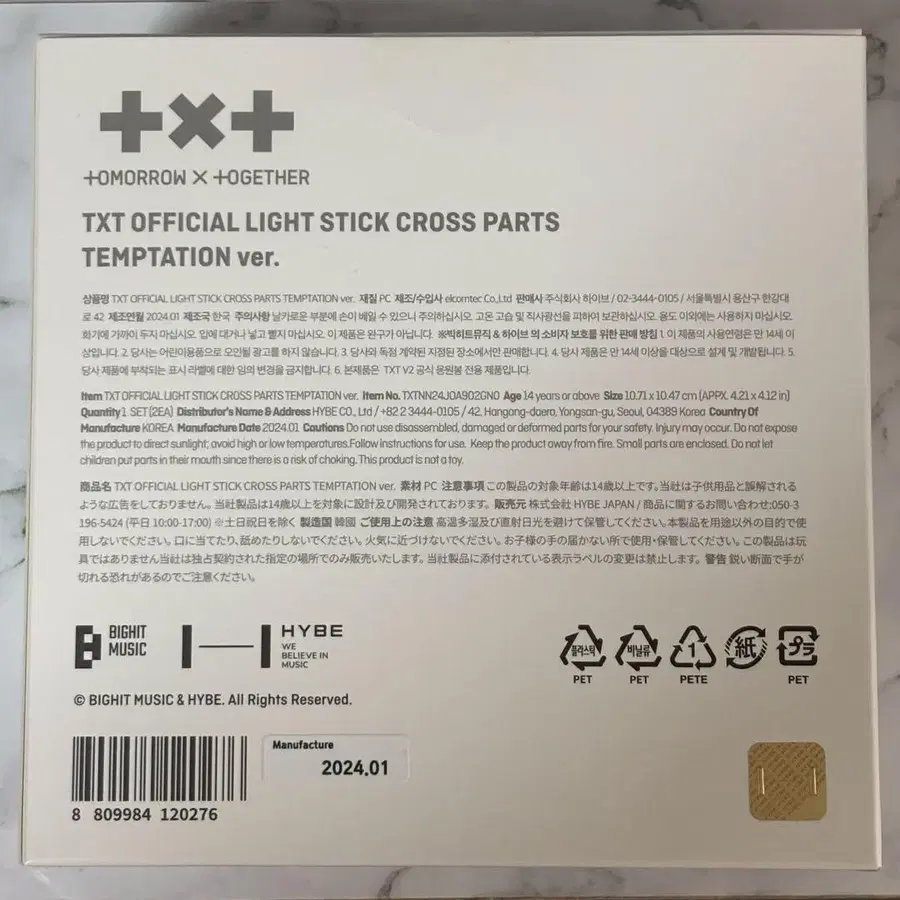 t×t
tOMORROW × tOGETHER
TXT OFFICIAL LIGHT STICK CROSS PARTS
TEMPTATION ver.
상품명 TXT OFFICIAL LIGHT STICK CROSS PARTS TEMPTATION ver. 재질 PC 제조/수입사 elcomtec Co.,Ltd 판매사 주식회사 하이브 / 02-3444-0105 / 서울특별시 용산구 한강대
로 42 제조연월 2024.01 제조국 한국 주의사항 날카로운 부분에 손이 베일 수 있으니 주의하십시오. 고온 고습 및 직사광선을 피하여 보관하십시오. 용도 이외에는 사용하지 마십시오.
화기에 가까이 두지 마십시오. 입에 대거나 넣고 빨지 마십시오. 이 제품은 완구가 아닙니다. ※빅히트뮤직 & 하이브 의 소비자 보호를 위한 판매 방침 1. 이 제품의 사용연령은 만 14세 이
상입니다. 2. 당사는 어린이용품으로 오인될 광고를 하지 않습니다. 3. 당사와 독점 계약된 지정된 장소에서만 판매합니다. 4. 당사 제품은 만 14세 이상을 대상으로 설계 및 개발됩니다. 5.
당사 제품에 부착되는 표시 라벨에 대한 임의 변경을 금지합니다. 6. 본제품은 TXT V2 공식 응원봉 전용 제품입니다.
Item TXT OFFICIAL LIGHT STICK CROSS PARTS TEMPTATION ver. Item No. TXTNN24J0A902GN0 Age 14 years or above Size 10.71 x 10.47 cm (APPX. 4.21 x 4.12 in)
Quantity 1 SET(2EA) Distributor's Name & Address HYBE CO., Ltd / +82 2 3444-0105 / 42, Hangang-daero, Yongsan-gu, Seoul, 04389 Korea Country Of
Manufacture KOREA Manufacture Date 2024.01 Cautions Do not use disassembled, damaged or deformed parts for your safety. Injury may occur. Do not expose
the product to direct sunlight; avoid high or low temperatures. Follow instructions for use. Keep the product away from fire. Small parts are enclosed. Do not let
children put parts in their mouth since there is a risk of choking. This product is not a toy.
商品名 TXT OFFICIAL LIGHT STICK CROSS PARTS TEMPTATION ver. 素材 PC 注意事項 この製品の対象年齢は14歳以上です。当社は子供用品と誤解される
ような広告をしておりません。当社製品は14歳以上を対象に設計及び開発されております。販売元 株式会社 HYBE JAPAN / 商品に関するお問い合わせ:050-3
196-5424 (平日 10:00-17:00) ※土日祝日を除く 製造国 韓国 ご使用上の注意 高温多湿及び直射日光を避けて保管してください。本製品を用途以外の目的で使
用しないでください。口に当てたり、舐めたりしないでください。火気に近づけないでください。お子様の手の届かない所で使用・保管してください。この製品は玩
具ではありません当社は独占契約された指定の場所でのみ販売いたします。当社製品に添付されている表示ラベルの変更は禁止します。警告 鋭い断面で手が
切れる恐れがあるのでご注意ください。
BIGHIT
MUSIC
HYBE
WE
BELIEVE IN
MUSIC
플라스틱
PET
비닐류
PET
1
PETE
紙
プラ
PET
© BIGHIT MUSIC & HYBE. All Rights Reserved.
Manufacture
2024.01
8 809984 120276